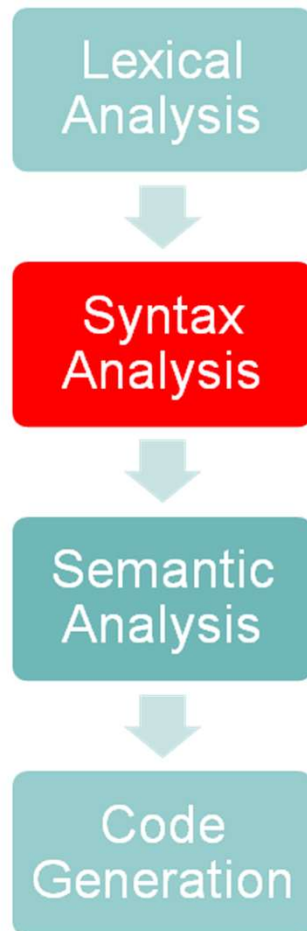 Lexical
Analysis
Syntax
Analysis
Semantic
Analysis
Code
Generation